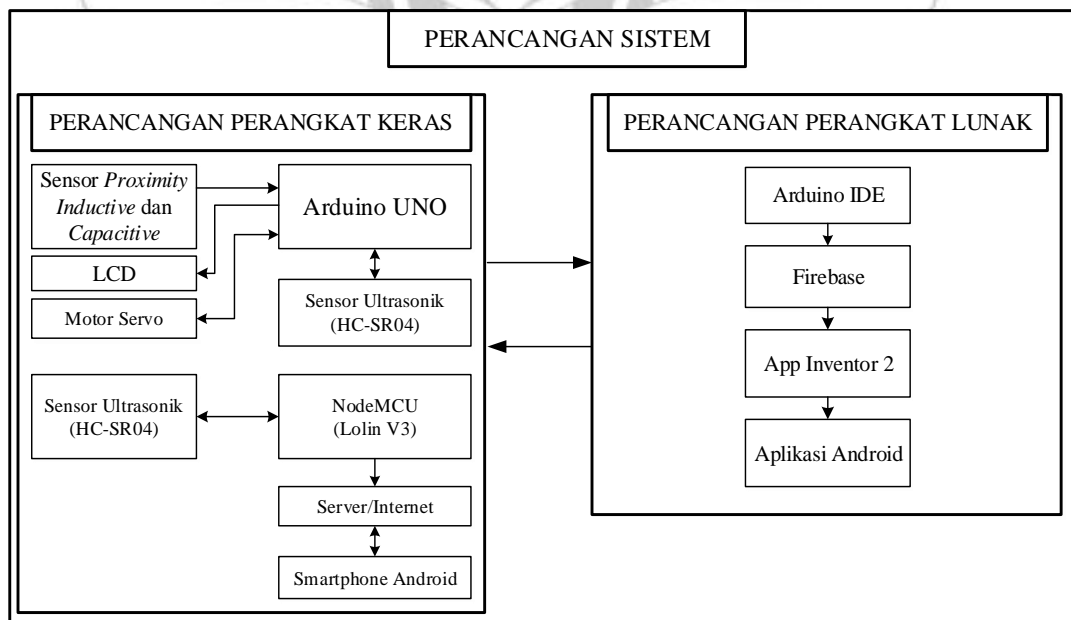 PERANCANGAN SISTEM
PERANCANGAN PERANGKAT KERAS
Sensor Proximity
Inductive dan
Capacitive
Arduino UNO
LCD
Motor Servo
Sensor Ultrasonik
(HC-SR04)
Sensor Ultrasonik
(HC-SR04)
NodeMCU
(Lolin V3)
Server/Internet
Smartphone Android
PERANCANGAN PERANGKAT LUNAK
Arduino IDE
Firebase
App Inventor 2
Aplikasi Android